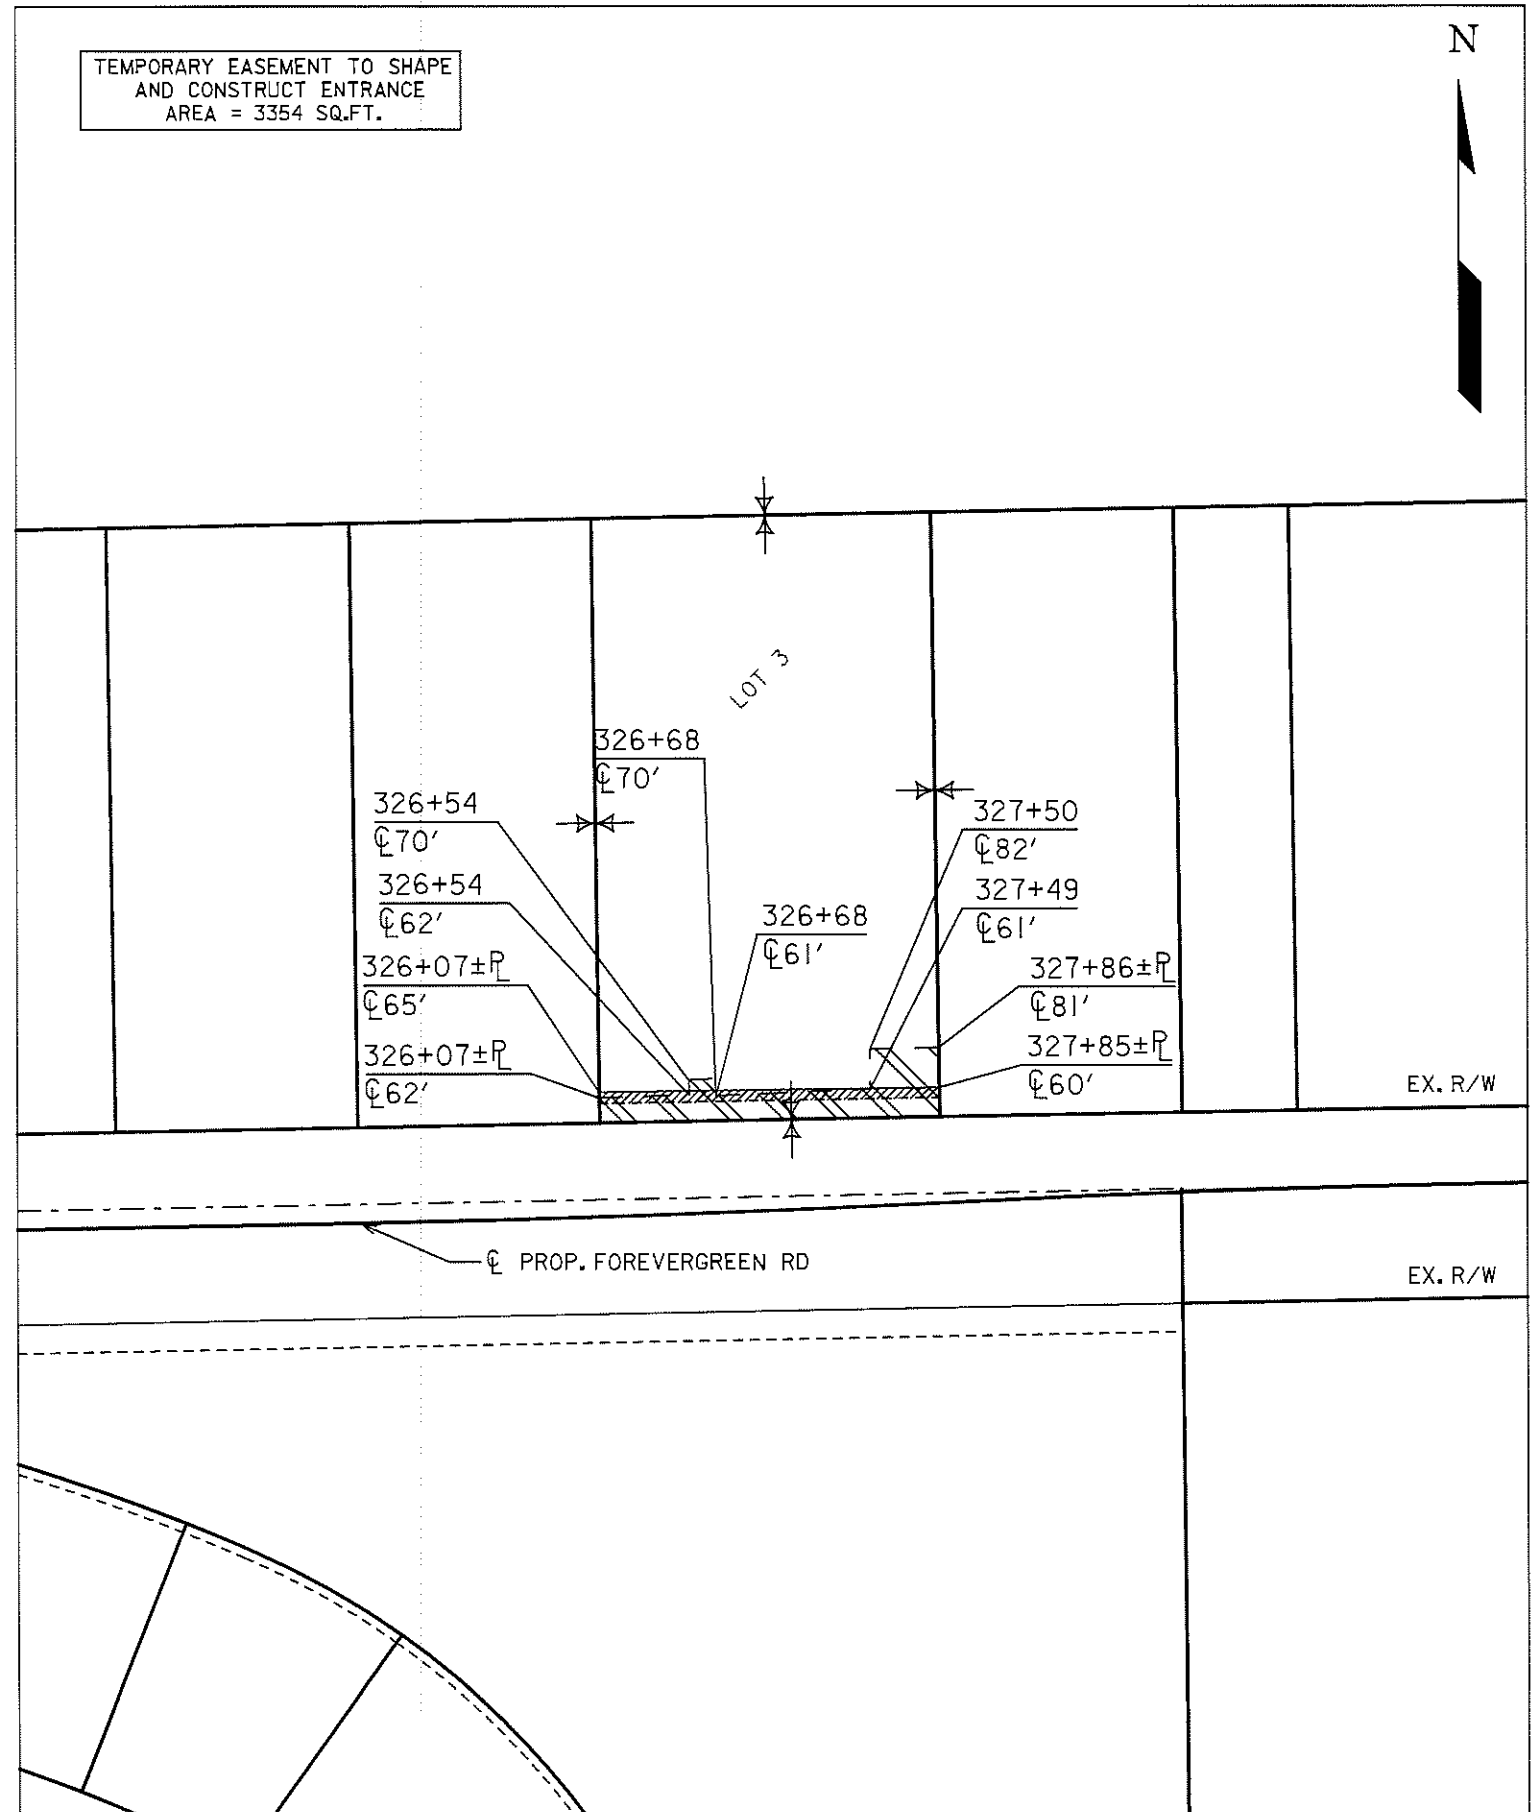 TEMPORARY EASEMENT TO SHAPE
AND CONSTRUCT ENTRANCE
AREA = 3354 SQ.FT.
N
LOT 3
326+68
℄70'
326+54
℄70'
326+54
℄62'
326+07±PL
℄65'
326+07±PL
℄62'
326+68
℄61'
327+50
℄82'
327+49
℄61'
327+86±PL
℄81'
327+85±PL
℄60'
EX. R/W
℄ PROP. FOREVERGREEN RD
EX. R/W